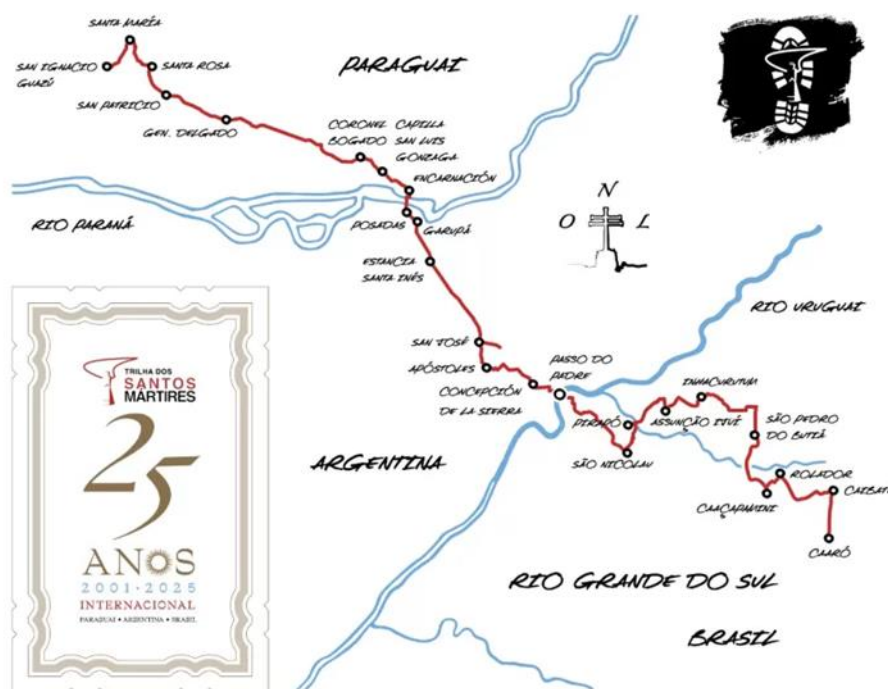 SANTA MARÍA
SAN IGNACIO
GUAZÚ
SANTA ROSA
PARAGUAI
SAN PATRICIO
GEN. DELGADO
CORONEL
BOGADO
CAPILLA
SAN LUIS
GONZAGA
ENCARNACIÓN
RIO PARANÁ
POSADAS
GARUPÁ
ESTANCIA
SANTA INÉS
N
O
L
RIO URUGUAI
SAN JOSÉ
APÓSTOLES
CONCEPCIÓN
DE LA SIERRA
PASSO DO
PADRE
INHACURUTUM
PIRAPÓ
ASSUNÇÃO IJUÍ
SÃO PEDRO
DO BUTIÁ
SÃO NICOLAU
ROLADOR
CAAÇAPAMINI
CAIBATÉ
CAARÓ
ARGENTINA
RIO GRANDE DO SUL
BRASIL
TRILHA DOS
SANTOS
MÁRTIRES
25
ANOS
2001·2025
INTERNACIONAL
PARAGUAI • ARGENTINA • BRASIL